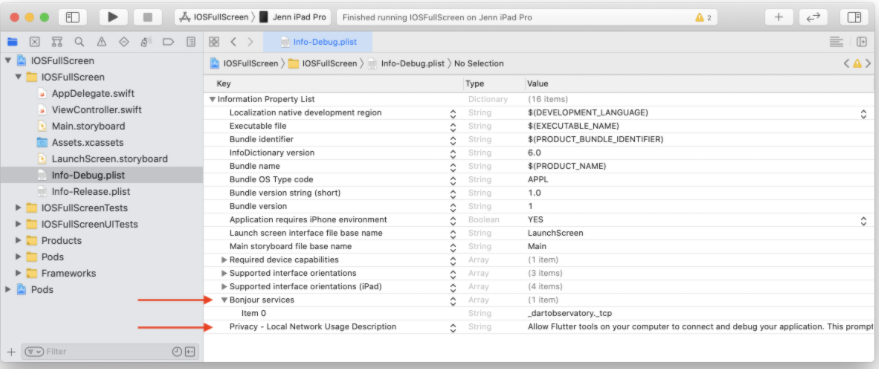 IOSFullScreen 〉 Jenn iPad Pro
Finished running IOSFullScreen on Jenn iPad Pro
2
Info-Debug.plist
IOSFullScreen
IOSFullScreen 〉 IOSFullScreen 〉 Info-Debug.plist 〉 No Selection
IOSFullScreen
AppDelegate.swift
ViewController.swift
Main.storyboard
Assets.xcassets
LaunchScreen.storyboard
Info-Debug.plist
Info-Release.plist
IOSFullScreenTests
IOSFullScreenUITests
Products
Pods
Frameworks
Pods
Filter
Key Type Value
Information Property List Dictionary (16 items)
Localization native development region String $(DEVELOPMENT_LANGUAGE)
Executable file String $(EXECUTABLE_NAME)
Bundle identifier String $(PRODUCT_BUNDLE_IDENTIFIER)
InfoDictionary version String 6.0
Bundle name String $(PRODUCT_NAME)
Bundle OS Type code String APPL
Bundle version string (short) String 1.0
Bundle version String 1
Application requires iPhone environment Boolean YES
Launch screen interface file base name String LaunchScreen
Main storyboard file base name String Main
Required device capabilities Array (1 item)
Supported interface orientations Array (3 items)
Supported interface orientations (iPad) Array (4 items)
Bonjour services Array (1 item)
Item 0 String _dartobservatory._tcp
Privacy - Local Network Usage Description String Allow Flutter tools on your computer to connect and debug your application. This prompt